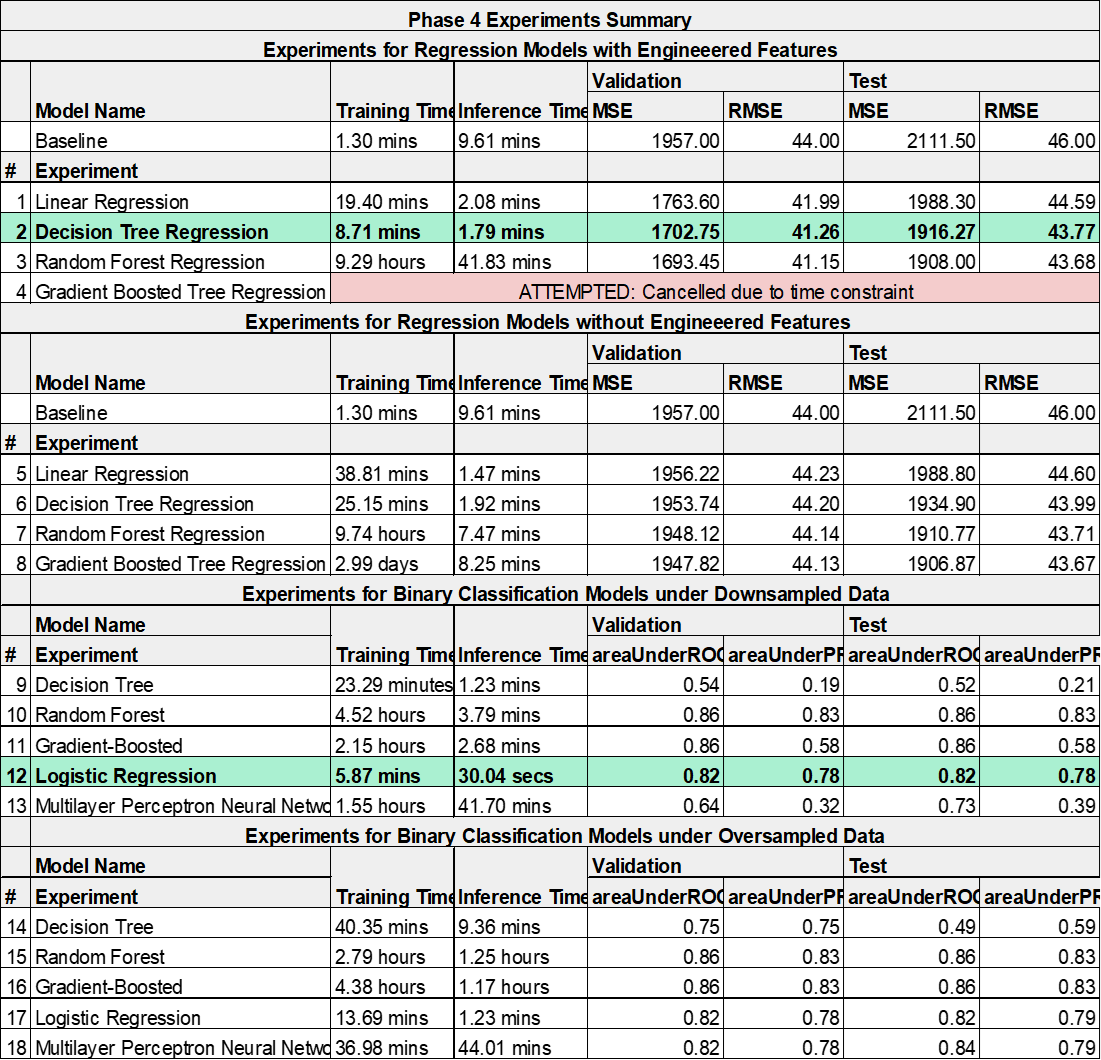 Phase 4 Experiments Summary
Experiments for Regression Models with Engineeered Features
Validation Test
Model Name Training Time Inference Time MSE RMSE MSE RMSE
Baseline 1.30 mins 9.61 mins 1957.00 44.00 2111.50 46.00
# Experiment
1 Linear Regression 19.40 mins 2.08 mins 1763.60 41.99 1988.30 44.59
2 Decision Tree Regression 8.71 mins 1.79 mins 1702.75 41.26 1916.27 43.77
3 Random Forest Regression 9.29 hours 41.83 mins 1693.45 41.15 1908.00 43.68
4 Gradient Boosted Tree Regression ATTEMPTED: Cancelled due to time constraint
Experiments for Regression Models without Engineeered Features
Validation Test
Model Name Training Time Inference Time MSE RMSE MSE RMSE
Baseline 1.30 mins 9.61 mins 1957.00 44.00 2111.50 46.00
# Experiment
5 Linear Regression 38.81 mins 1.47 mins 1956.22 44.23 1988.80 44.60
6 Decision Tree Regression 25.15 mins 1.92 mins 1953.74 44.20 1934.90 43.99
7 Random Forest Regression 9.74 hours 7.47 mins 1948.12 44.14 1910.77 43.71
8 Gradient Boosted Tree Regression 2.99 days 8.25 mins 1947.82 44.13 1906.87 43.67
Experiments for Binary Classification Models under Downsampled Data
Model Name Validation Test
# Experiment Training Time Inference Time areaUnderROC areaUnderPR areaUnderROC areaUnderPR
9 Decision Tree 23.29 minutes 1.23 mins 0.54 0.19 0.52 0.21
10 Random Forest 4.52 hours 3.79 mins 0.86 0.83 0.86 0.83
11 Gradient-Boosted 2.15 hours 2.68 mins 0.86 0.58 0.86 0.58
12 Logistic Regression 5.87 mins 30.04 secs 0.82 0.78 0.82 0.78
13 Multilayer Perceptron Neural Netwo 1.55 hours 41.70 mins 0.64 0.32 0.73 0.39
Experiments for Binary Classification Models under Oversampled Data
Model Name Validation Test
# Experiment Training Time Inference Time areaUnderROC areaUnderPR areaUnderROC areaUnderPR
14 Decision Tree 40.35 mins 9.36 mins 0.75 0.75 0.49 0.59
15 Random Forest 2.79 hours 1.25 hours 0.86 0.83 0.86 0.83
16 Gradient-Boosted 4.38 hours 1.17 hours 0.86 0.83 0.86 0.83
17 Logistic Regression 13.69 mins 1.23 mins 0.82 0.78 0.82 0.79
18 Multilayer Perceptron Neural Netwo 36.98 mins 44.01 mins 0.82 0.78 0.84 0.79